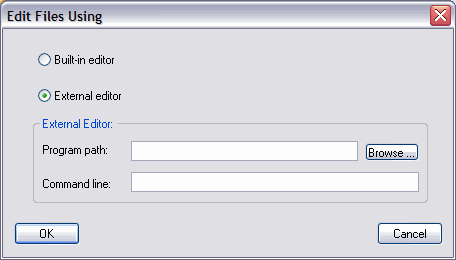 Edit Files Using
Built-in editor
External editor
External Editor:
Program path:
Browse ...
Command line:
OK
Cancel